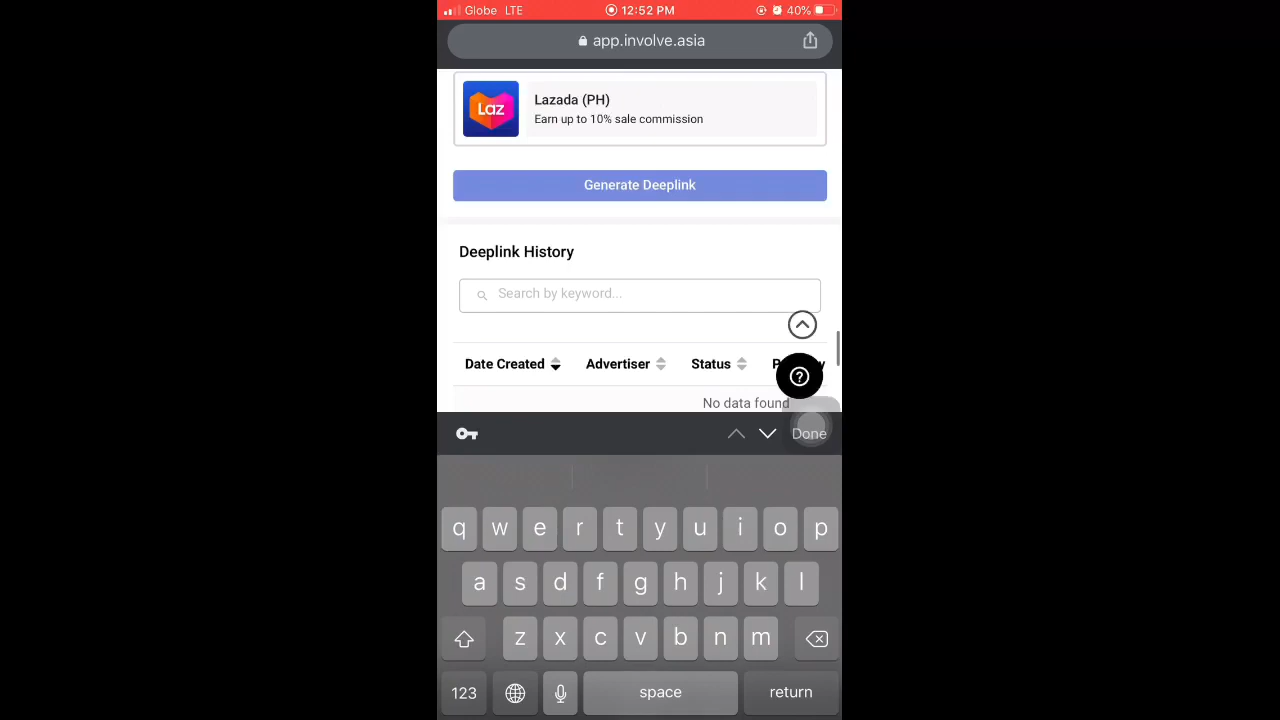 Globe LTE 12:52 PM 40%
app.involve.asia
Laz
Lazada (PH)
Earn up to 10% sale commission
Generate Deeplink
Deeplink History
Search by keyword...
Date Created Advertiser Status
No data found
Done
q w e r t y u i o p
a s d f g h j k l
z x c v b n m
123 space return